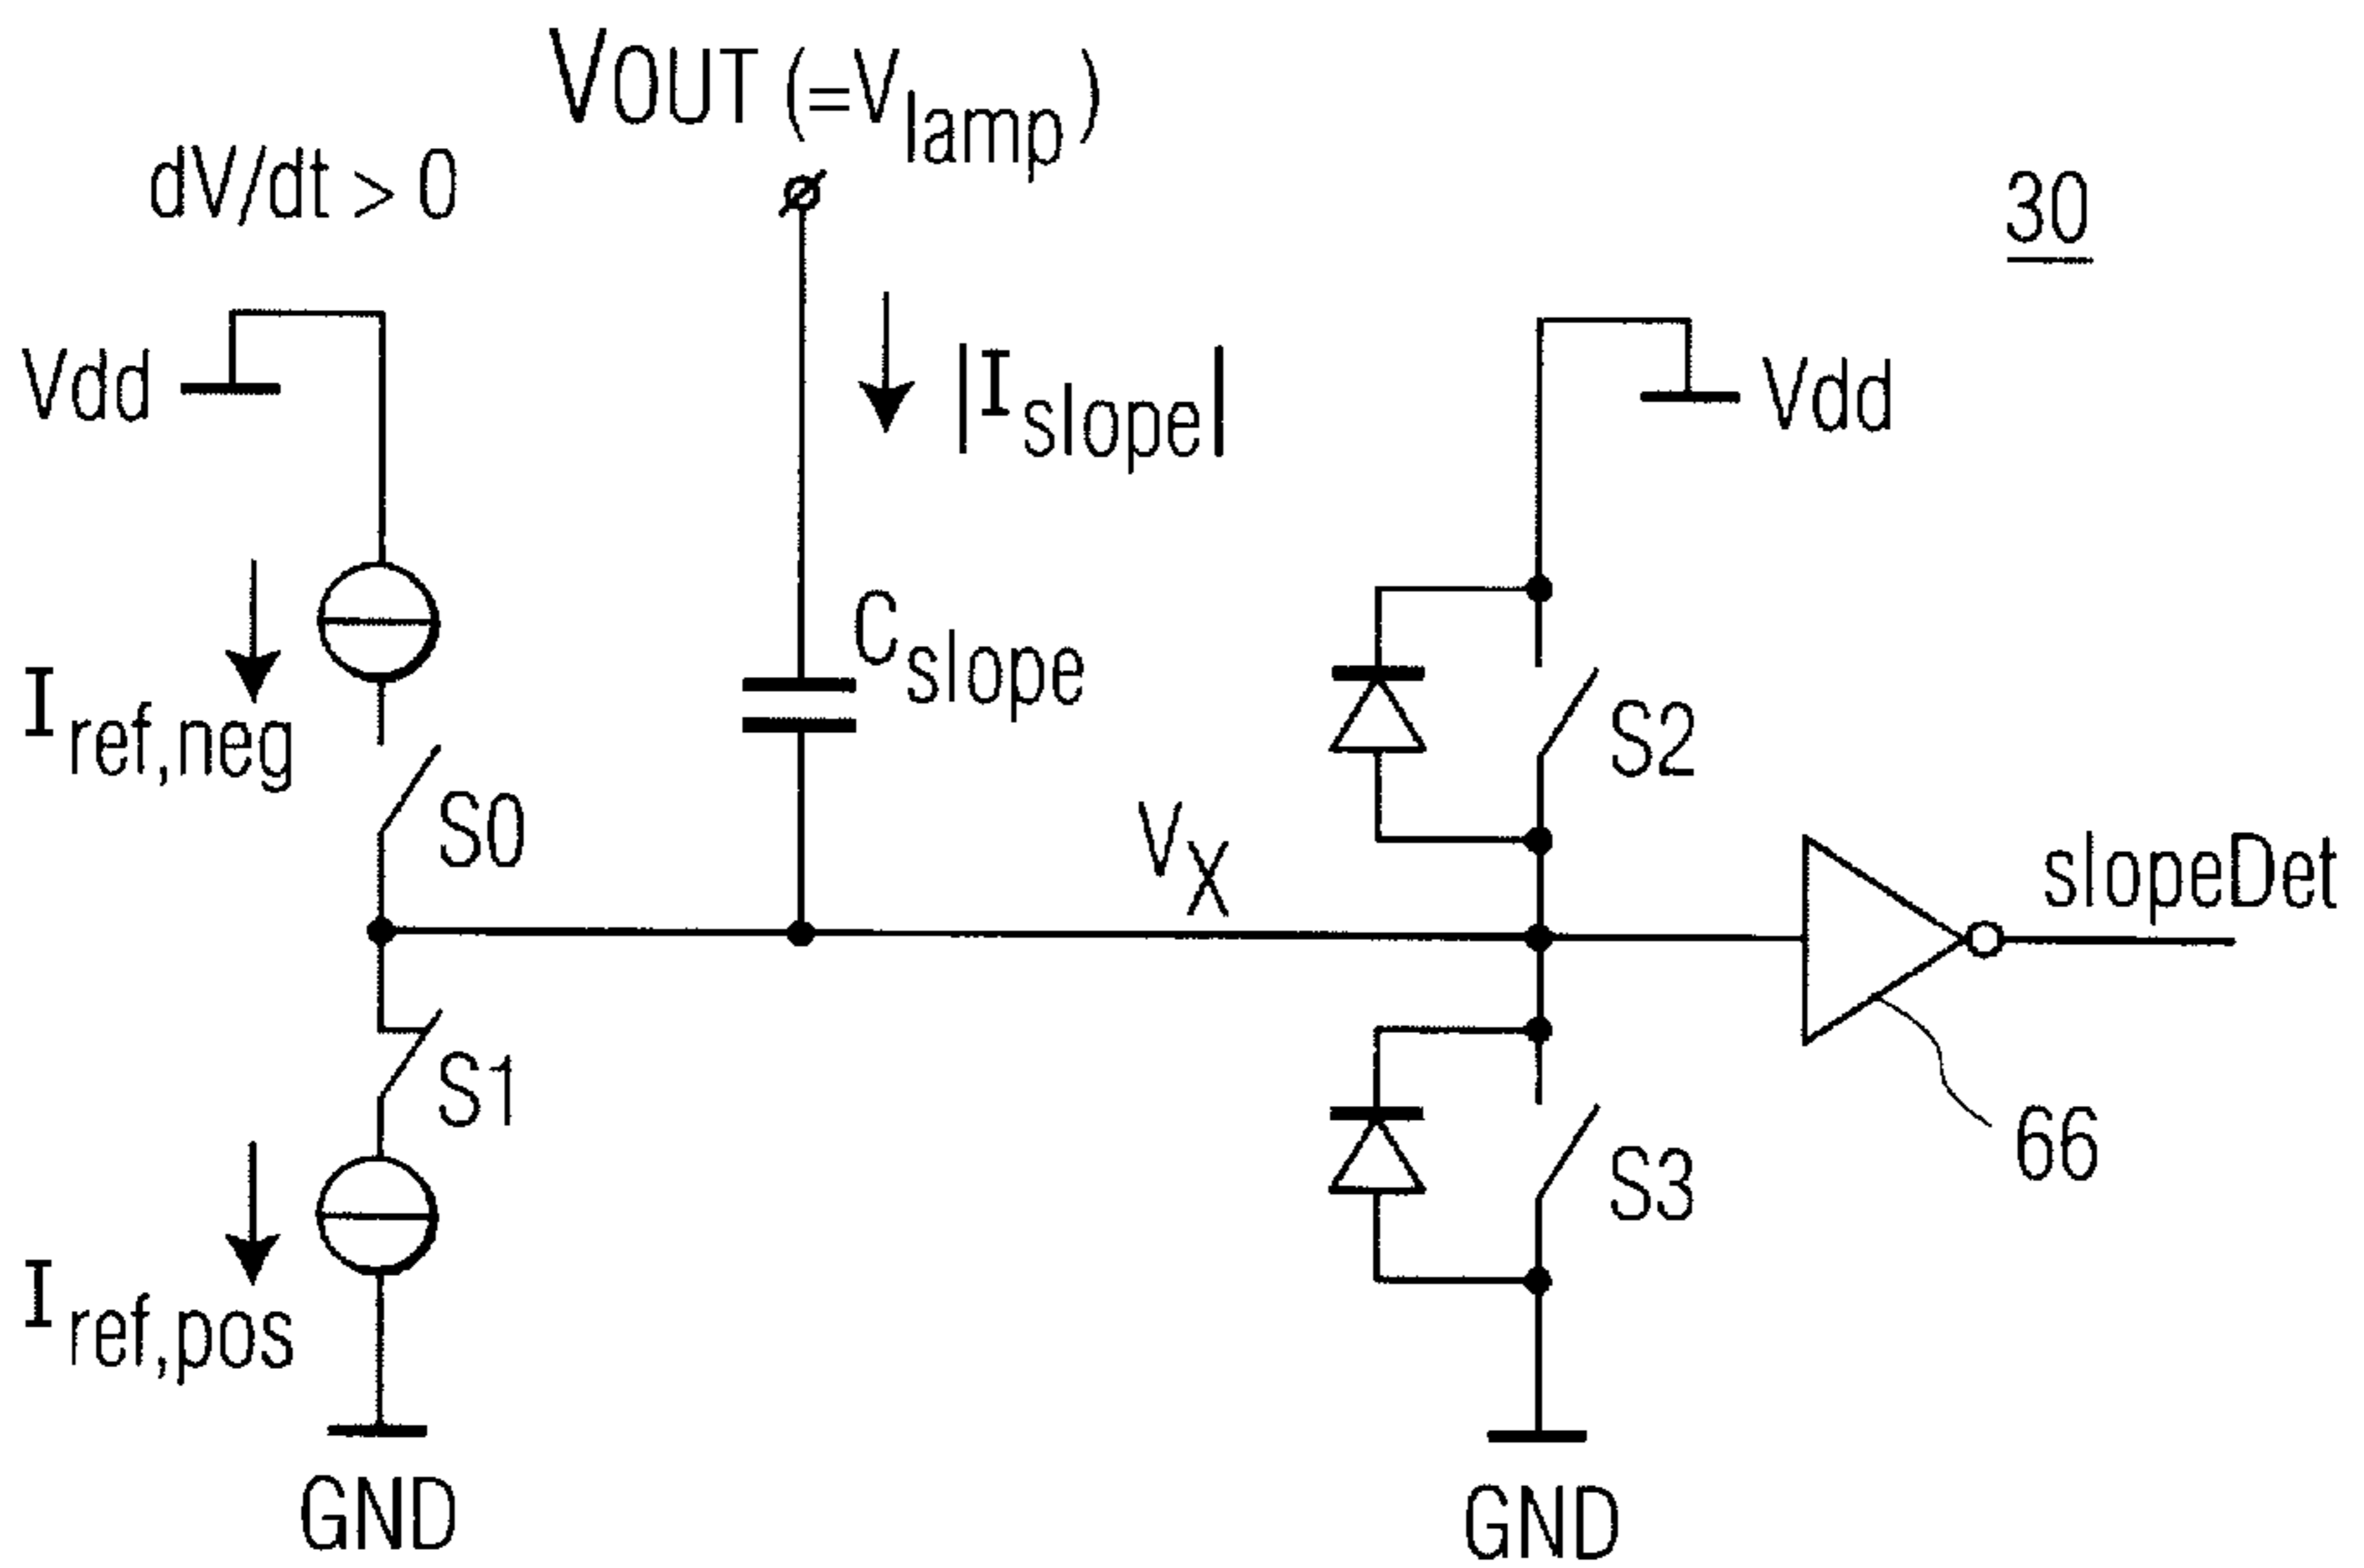 VOUT (=Vlamp)
dV/dt > 0
30
Vdd
|Islope|
Vdd
Cslope
Iref,neg
S2
S0
VX
slopeDet
S1
66
S3
Iref,pos
GND
GND